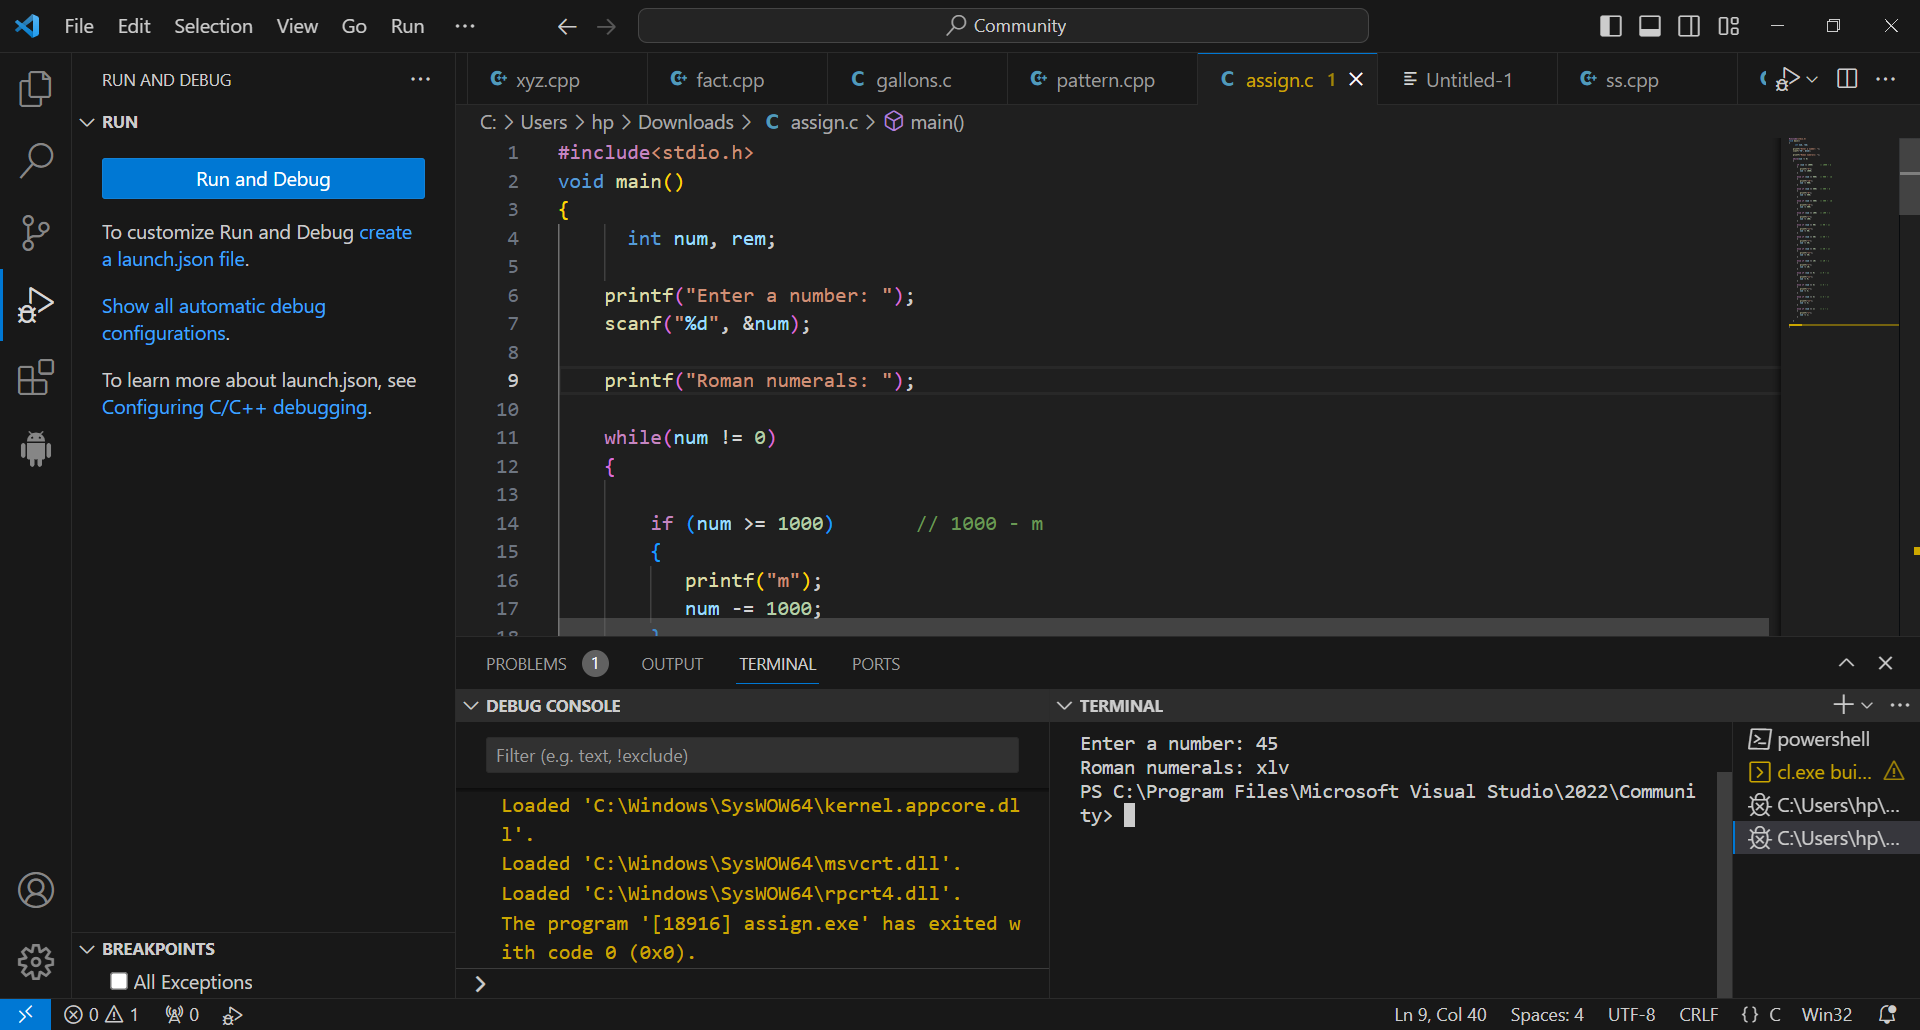 File Edit Selection View Go Run ··· Community
RUN AND DEBUG ···
RUN
Run and Debug
To customize Run and Debug create
a launch.json file.
Show all automatic debug
configurations.
To learn more about launch.json, see
Configuring C/C++ debugging.
BREAKPOINTS
All Exceptions
xyz.cpp fact.cpp C gallons.c pattern.cpp C assign.c 1 Untitled-1 ss.cpp
C: > Users > hp > Downloads > C assign.c > main()
1 #include<stdio.h>
2 void main()
3 {
4 int num, rem;
5
6 printf("Enter a number: ");
7 scanf("%d", &num);
8
9 printf("Roman numerals: ");
10
11 while(num != 0)
12 {
13
14 if (num >= 1000) // 1000 - m
15 {
16 printf("m");
17 num -= 1000;
18 }
PROBLEMS 1 OUTPUT TERMINAL PORTS
DEBUG CONSOLE
Filter (e.g. text, !exclude)
Loaded 'C:\Windows\SysWOW64\kernel.appcore.dl
l'.
Loaded 'C:\Windows\SysWOW64\msvcrt.dll'.
Loaded 'C:\Windows\SysWOW64\rpcrt4.dll'.
The program '[18916] assign.exe' has exited w
ith code 0 (0x0).
>
TERMINAL
Enter a number: 45
Roman numerals: xlv
PS C:\Program Files\Microsoft Visual Studio\2022\Communi
ty>
powershell
cl.exe bui...
C:\Users\hp\...
C:\Users\hp\...
0 1 0 Ln 9, Col 40 Spaces: 4 UTF-8 CRLF {} C Win32